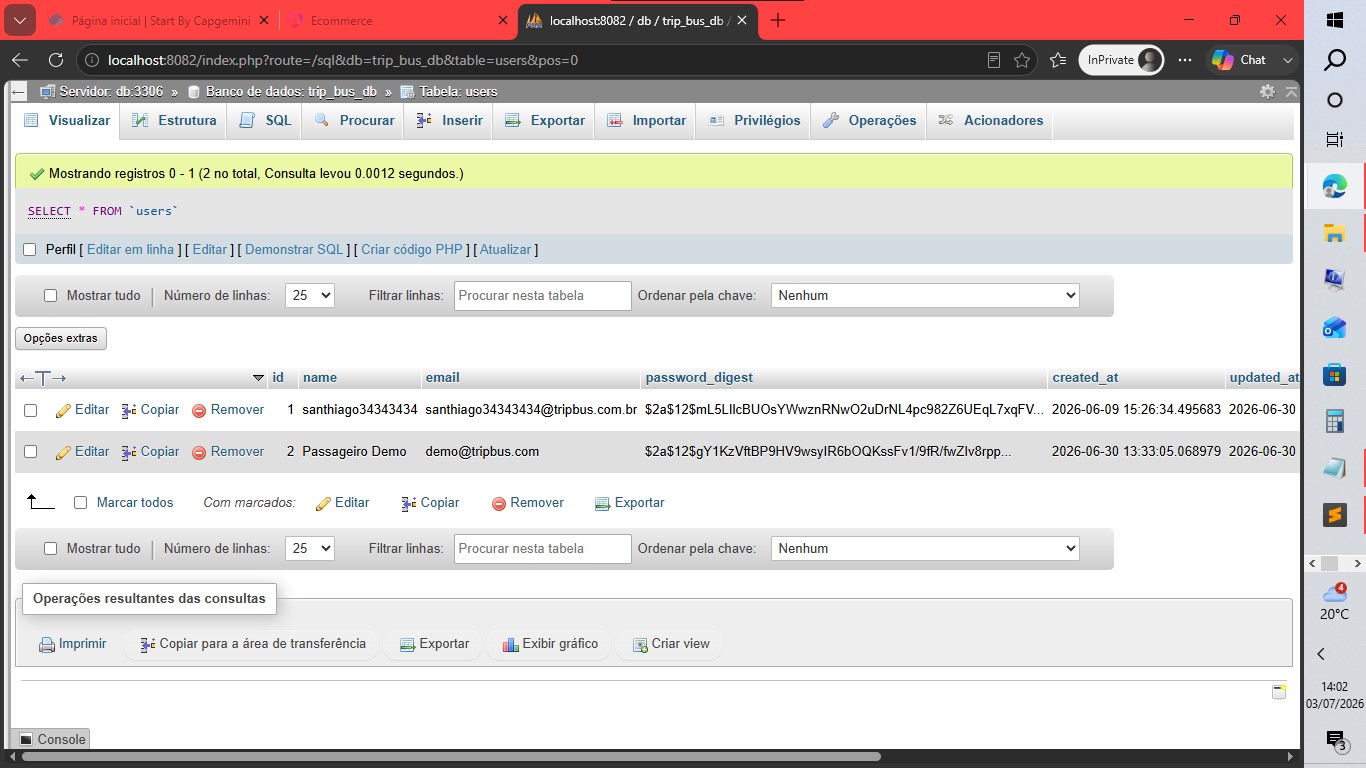 Página inicial | Start By Capgemini
Ecommerce
localhost:8082 / db / trip_bus_db /
localhost:8082/index.php?route=/sql&db=trip_bus_db&table=users&pos=0
InPrivate
Chat
Servidor: db:3306 » Banco de dados: trip_bus_db » Tabela: users
Visualizar Estrutura SQL Procurar Inserir Exportar Importar Privilégios Operações Acionadores
Mostrando registros 0 - 1 (2 no total, Consulta levou 0.0012 segundos.)
SELECT * FROM `users`
Perfil [ Editar em linha ] [ Editar ] [ Demonstrar SQL ] [ Criar código PHP ] [ Atualizar ]
Mostrar tudo | Número de linhas: 25 Filtrar linhas: Procurar nesta tabela Ordenar pela chave: Nenhum
Opções extras
id name email password_digest created_at updated_at
Editar Copiar Remover 1 santhiago34343434 santhiago34343434@tripbus.com.br $2a$12$mL5LlIcBUOsYWwznRNwO2uDrNL4pc982Z6UEqL7xqFV... 2026-06-09 15:26:34.495683 2026-06-30
Editar Copiar Remover 2 Passageiro Demo demo@tripbus.com $2a$12$gY1KzVftBP9HV9wsyIR6bOQKssFv1/9fR/fwZIv8rpp... 2026-06-30 13:33:05.068979 2026-06-30
Marcar todos Com marcados: Editar Copiar Remover Exportar
Mostrar tudo | Número de linhas: 25 Filtrar linhas: Procurar nesta tabela Ordenar pela chave: Nenhum
Operações resultantes das consultas
Imprimir Copiar para a área de transferência Exportar Exibir gráfico Criar view
Console
4
20°C
14:02
03/07/2026
3